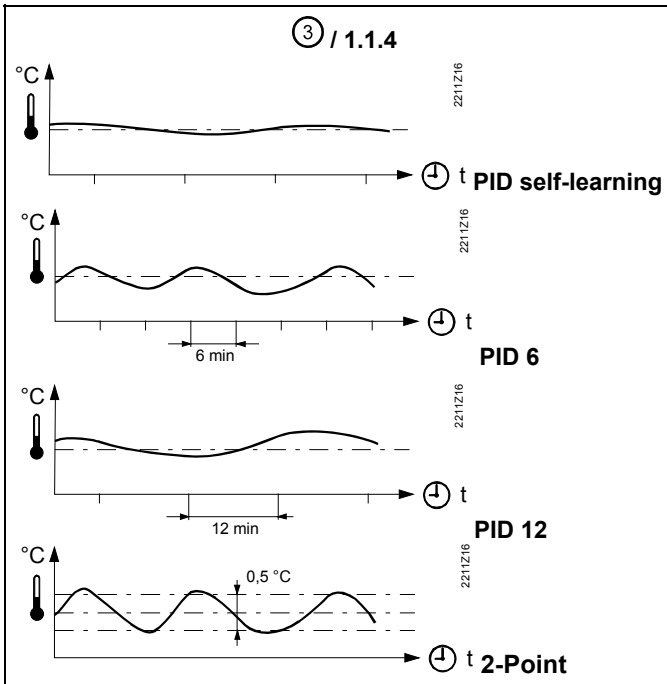 3 / 1.1.4
°C
2211Z16
t PID self-learning
°C
2211Z16
t
6 min
PID 6
°C
2211Z16
t
12 min
PID 12
°C
2211Z16
0,5 °C
t 2-Point